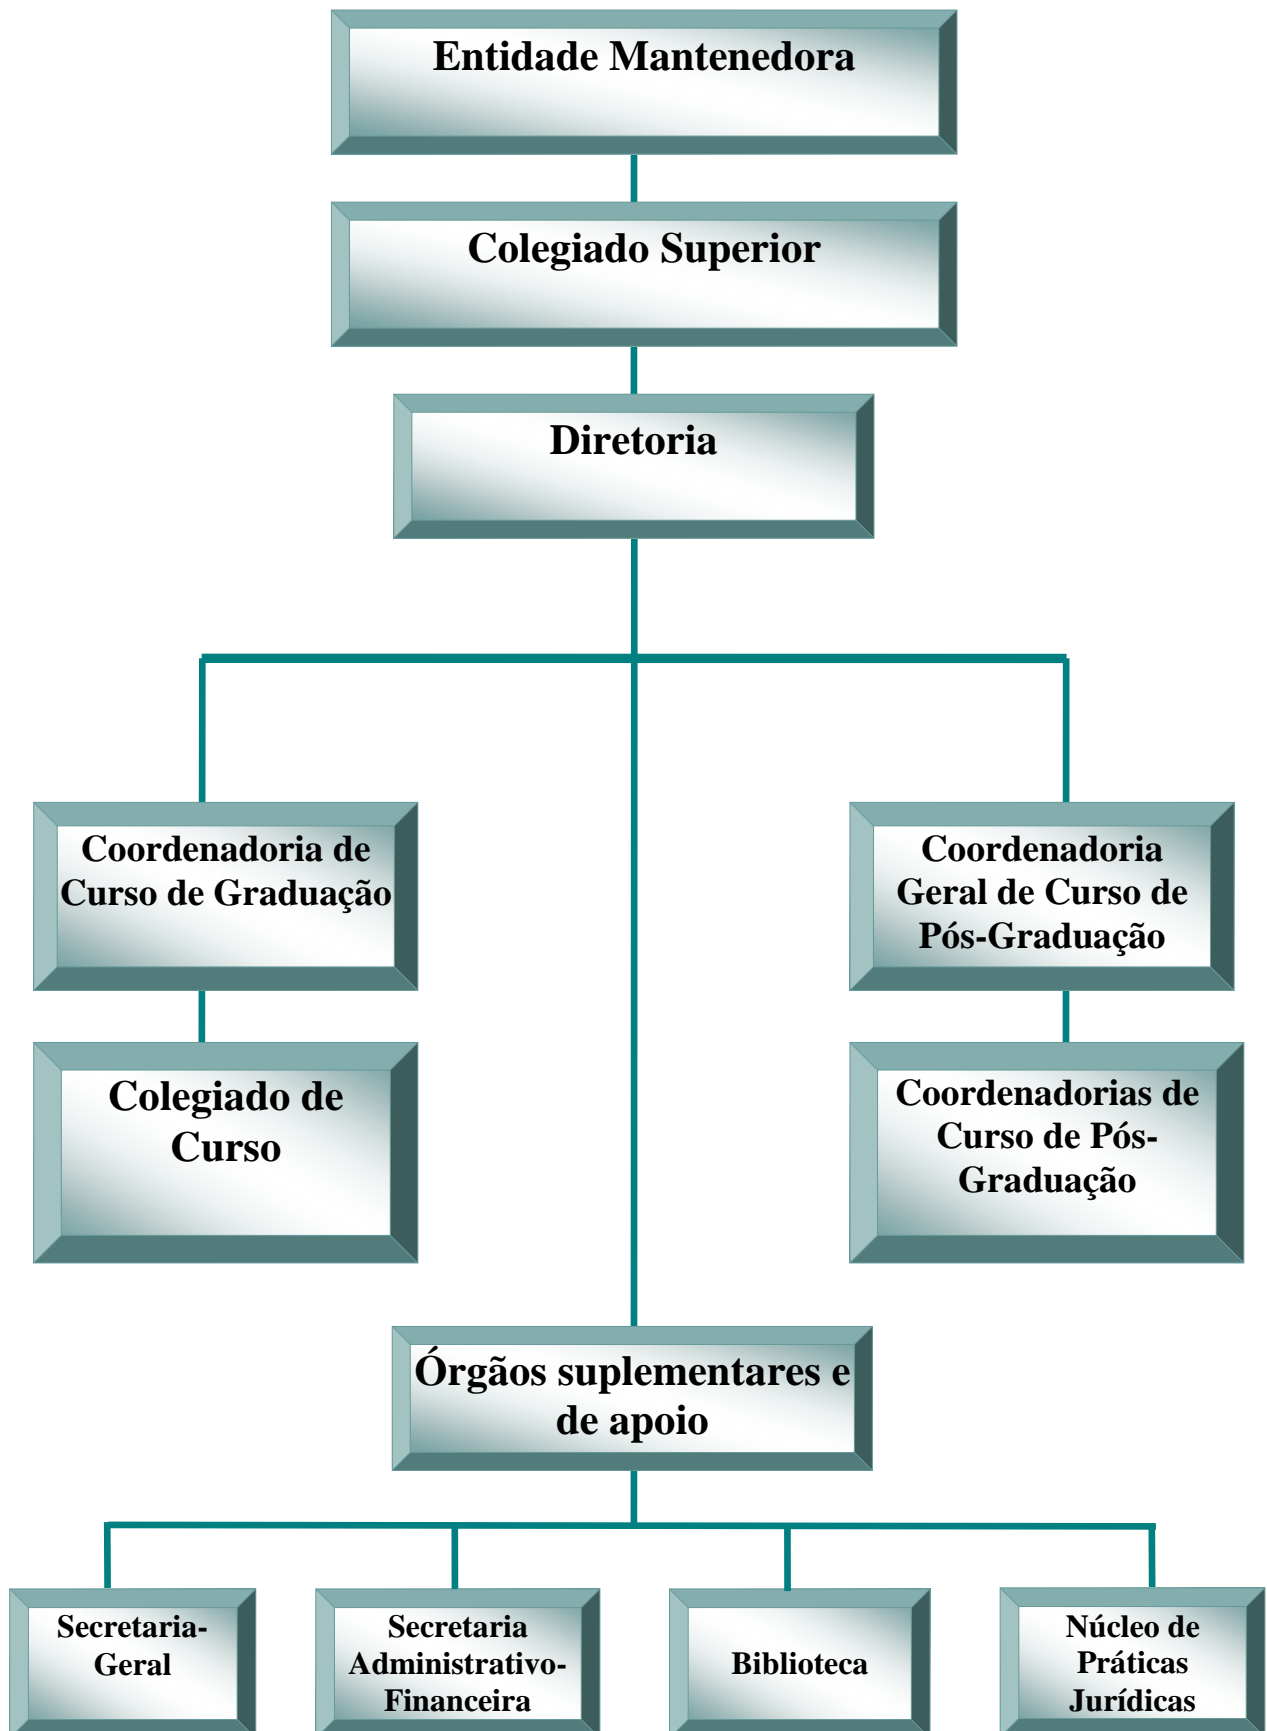 Entidade Mantenedora
Colegiado Superior
Diretoria
Coordenadoria de
Curso de Graduação
Coordenadoria
Geral de Curso de
Pós-Graduação
Colegiado de
Curso
Coordenadorias de
Curso de Pós-
Graduação
Órgãos suplementares e
de apoio
Secretaria-
Geral
Secretaria
Administrativo-
Financeira
Biblioteca
Núcleo de
Práticas
Jurídicas